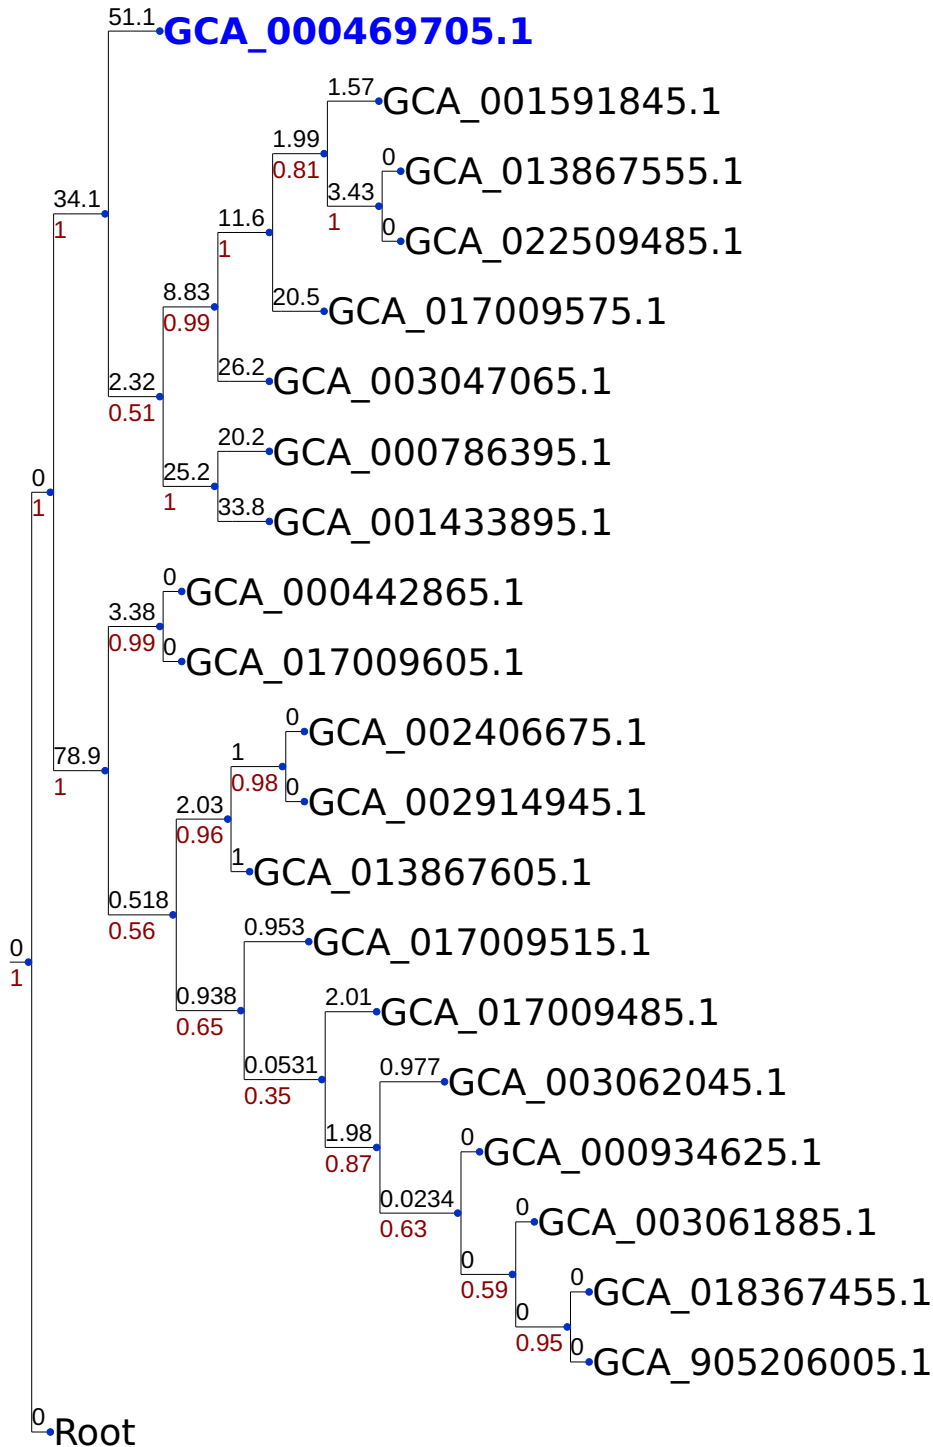 51.1
GCA_000469705.1
1.57
GCA_001591845.1
1.99
0.81
0
GCA_013867555.1
34.1
1
3.43
1
11.6
1
0
GCA_022509485.1
8.83
0.99
20.5
GCA_017009575.1
2.32
0.51
26.2
GCA_003047065.1
20.2
GCA_000786395.1
0
1
25.2
1
33.8
GCA_001433895.1
0
GCA_000442865.1
3.38
0.99
0
GCA_017009605.1
0
GCA_002406675.1
78.9
1
1
0.98
0
GCA_002914945.1
2.03
0.96
1
GCA_013867605.1
0.518
0.56
0.953
GCA_017009515.1
0
1
0.938
0.65
2.01
GCA_017009485.1
0.0531
0.35
0.977
GCA_003062045.1
1.98
0.87
0
GCA_000934625.1
0.0234
0.63
0
GCA_003061885.1
0
0.59
0
GCA_018367455.1
0
0.95
0
GCA_905206005.1
0
Root